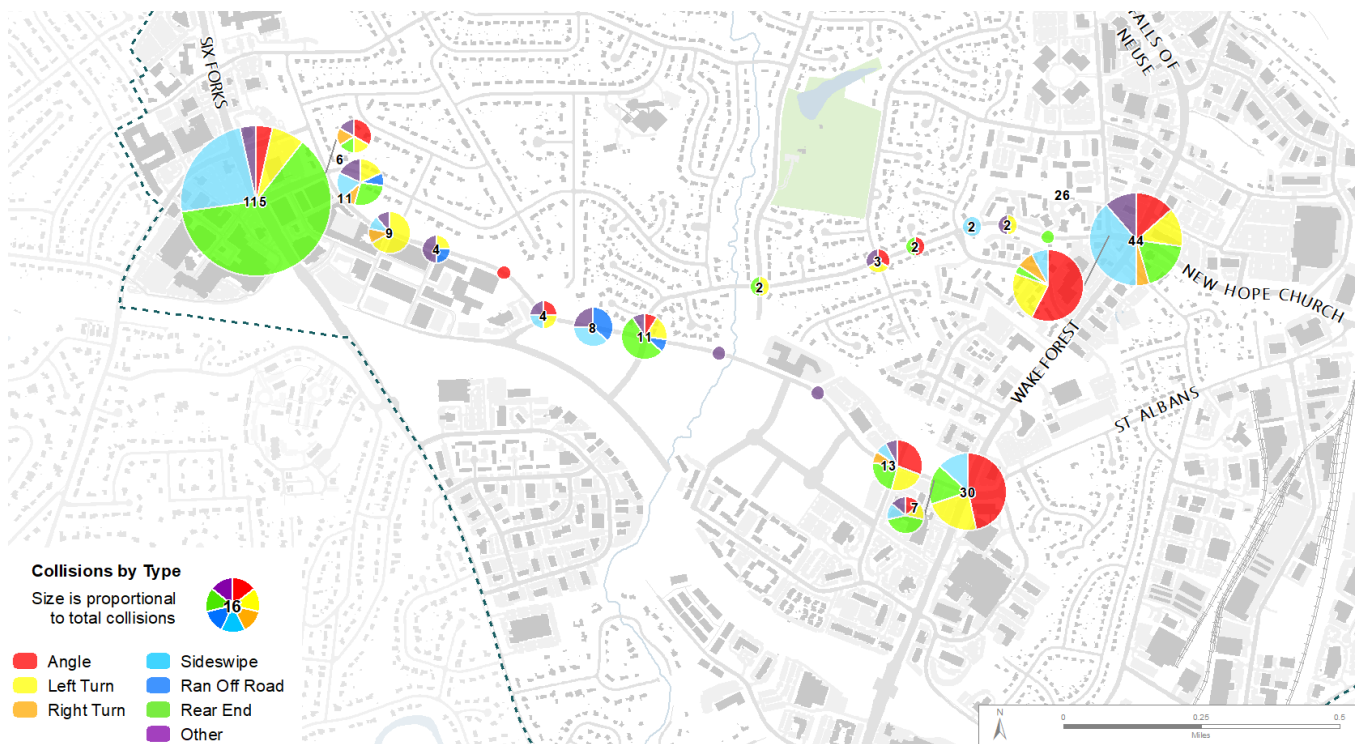 SIX FORKS
FALLS OF
NEUSE
6
115
11
9
4
4
8
11
2
3
2
2
2
26
44
NEW HOPE CHURCH
WAKE FOREST
ST ALBANS
13
7
30
Collisions by Type
Size is proportional
to total collisions
16
Angle
Left Turn
Right Turn
Sideswipe
Ran Off Road
Rear End
Other
N
0
0.25
0.5
Miles